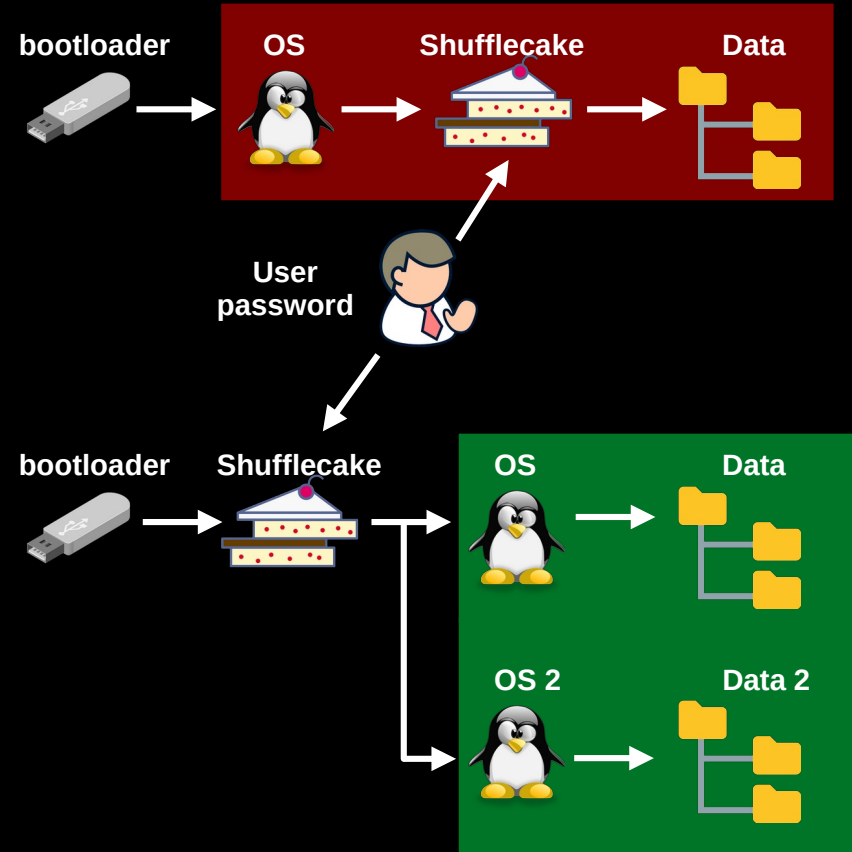 bootloader
OS
Shufflecake
Data
User
password
bootloader
Shufflecake
OS
Data
OS 2
Data 2